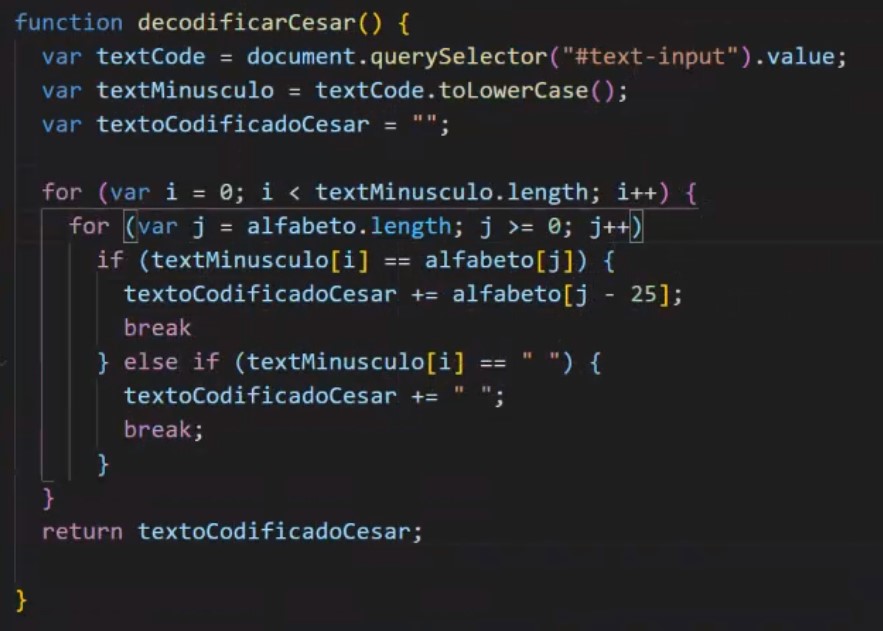 function decodificarCesar() {
var textCode = document.querySelector("#text-input").value;
var textMinusculo = textCode.toLowerCase();
var textoCodificadoCesar = "";
for (var i = 0; i < textMinusculo.length; i++) {
for (var j = alfabeto.length; j >= 0; j++)
if (textMinusculo[i] == alfabeto[j]) {
textoCodificadoCesar += alfabeto[j - 25];
break
} else if (textMinusculo[i] == " ") {
textoCodificadoCesar += " ";
break;
}
}
return textoCodificadoCesar;
}